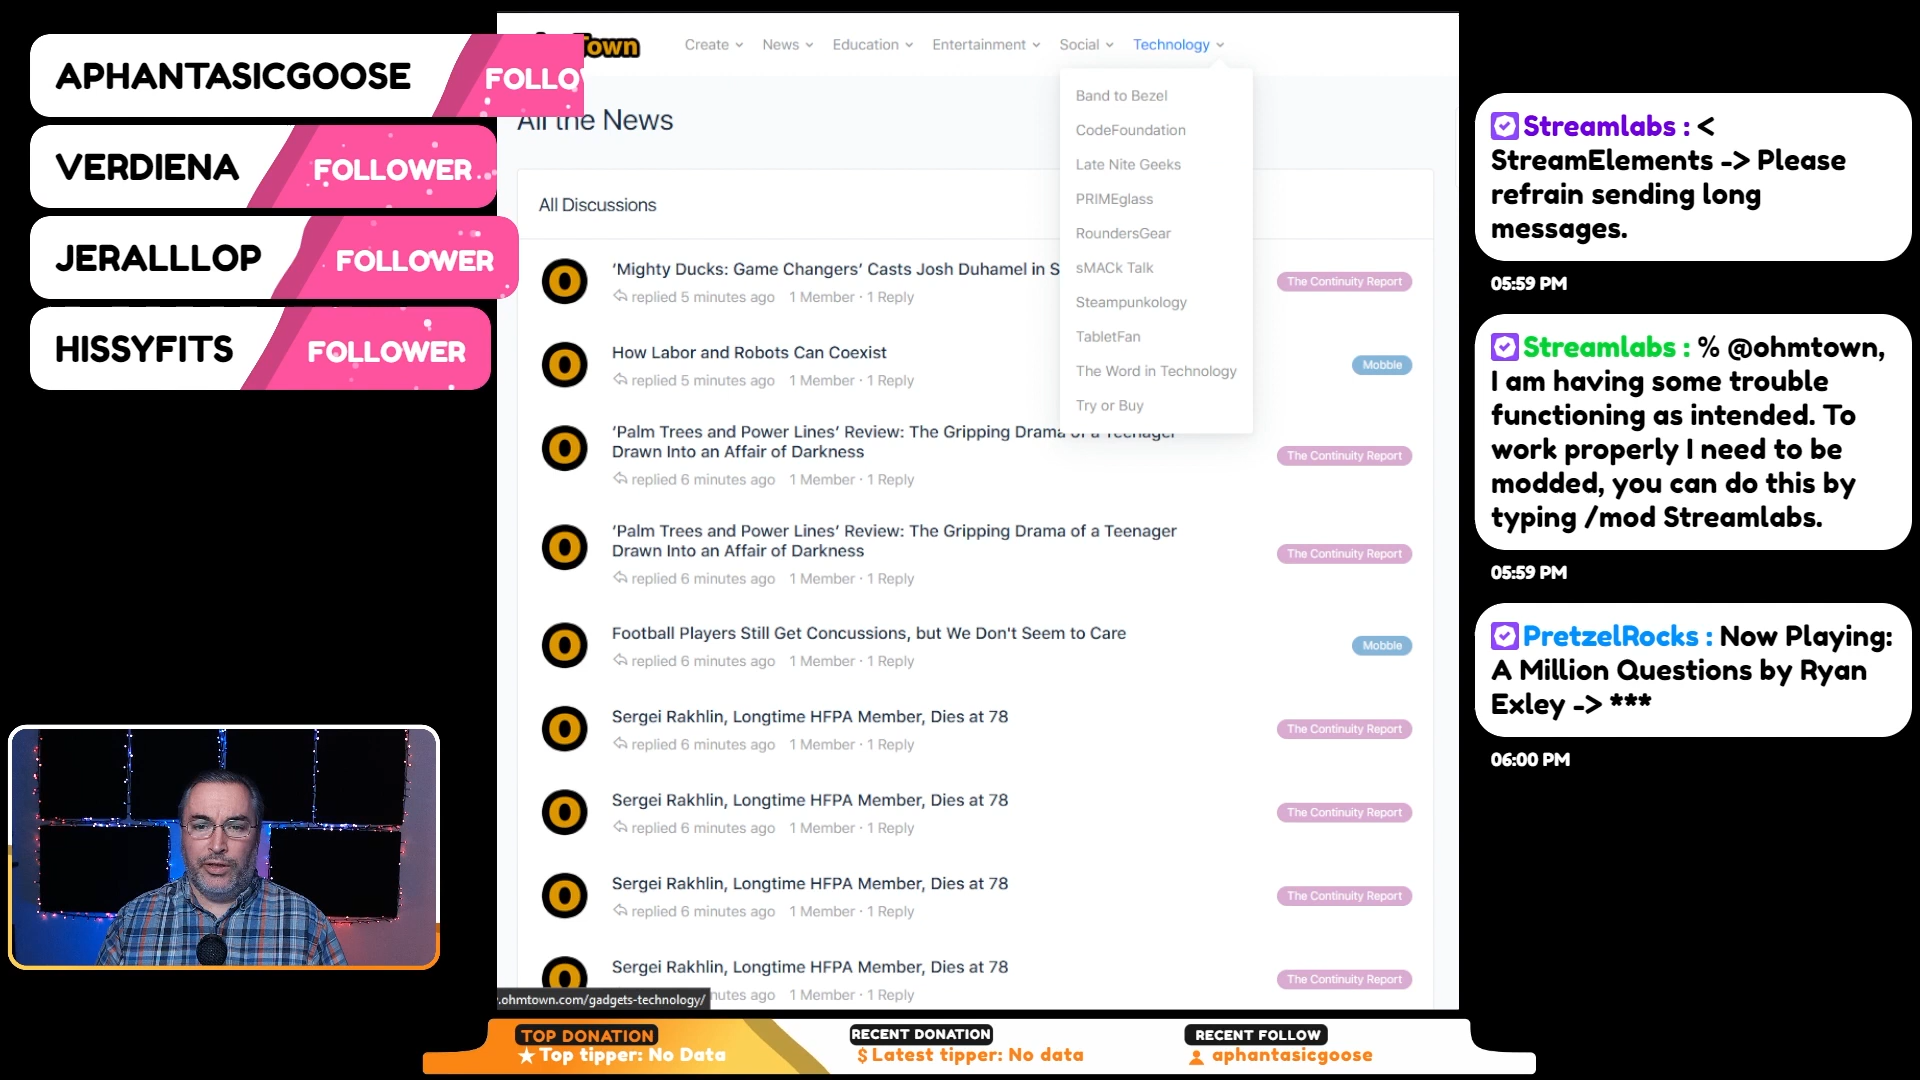 APHANTASICGOOSE
FOLLO
VERDIENA
FOLLOWER
JERALLLOP
FOLLOWER
HISSYFITS
FOLLOWER
Town
Create
News
Education
Entertainment
Social
Technology
Band to Bezel
CodeFoundation
Late Nite Geeks
PRIMEglass
RoundersGear
sMACk Talk
Steampunkology
TabletFan
The Word in Technology
Try or Buy
All the News
All Discussions
‘Mighty Ducks: Game Changers’ Casts Josh Duhamel in S
replied 5 minutes ago 1 Member · 1 Reply
The Continuity Report
How Labor and Robots Can Coexist
replied 5 minutes ago 1 Member · 1 Reply
Mobble
‘Palm Trees and Power Lines’ Review: The Gripping Drama of a Teenager
Drawn Into an Affair of Darkness
replied 5 minutes ago 1 Member · 1 Reply
The Continuity Report
‘Palm Trees and Power Lines’ Review: The Gripping Drama of a Teenager
Drawn Into an Affair of Darkness
replied 6 minutes ago 1 Member · 1 Reply
The Continuity Report
Football Players Still Get Concussions, but We Don't Seem to Care
replied 6 minutes ago 1 Member · 1 Reply
Mobble
Sergei Rakhlin, Longtime HFPA Member, Dies at 78
replied 6 minutes ago 1 Member · 1 Reply
The Continuity Report
Sergei Rakhlin, Longtime HFPA Member, Dies at 78
replied 6 minutes ago 1 Member · 1 Reply
The Continuity Report
Sergei Rakhlin, Longtime HFPA Member, Dies at 78
replied 6 minutes ago 1 Member · 1 Reply
The Continuity Report
Sergei Rakhlin, Longtime HFPA Member, Dies at 78
nutes ago 1 Member · 1 Reply
The Continuity Report
.ohmtown.com/gadgets-technology/
Streamlabs : <
StreamElements -> Please
refrain sending long
messages.
05:59 PM
Streamlabs : % @ohmtown,
I am having some trouble
functioning as intended. To
work properly I need to be
modded, you can do this by
typing /mod Streamlabs.
05:59 PM
PretzelRocks : Now Playing:
A Million Questions by Ryan
Exley -> ***
06:00 PM
TOP DONATION
★ Top tipper: No Data
RECENT DONATION
$ Latest tipper: No data
RECENT FOLLOW
aphantasicgoose